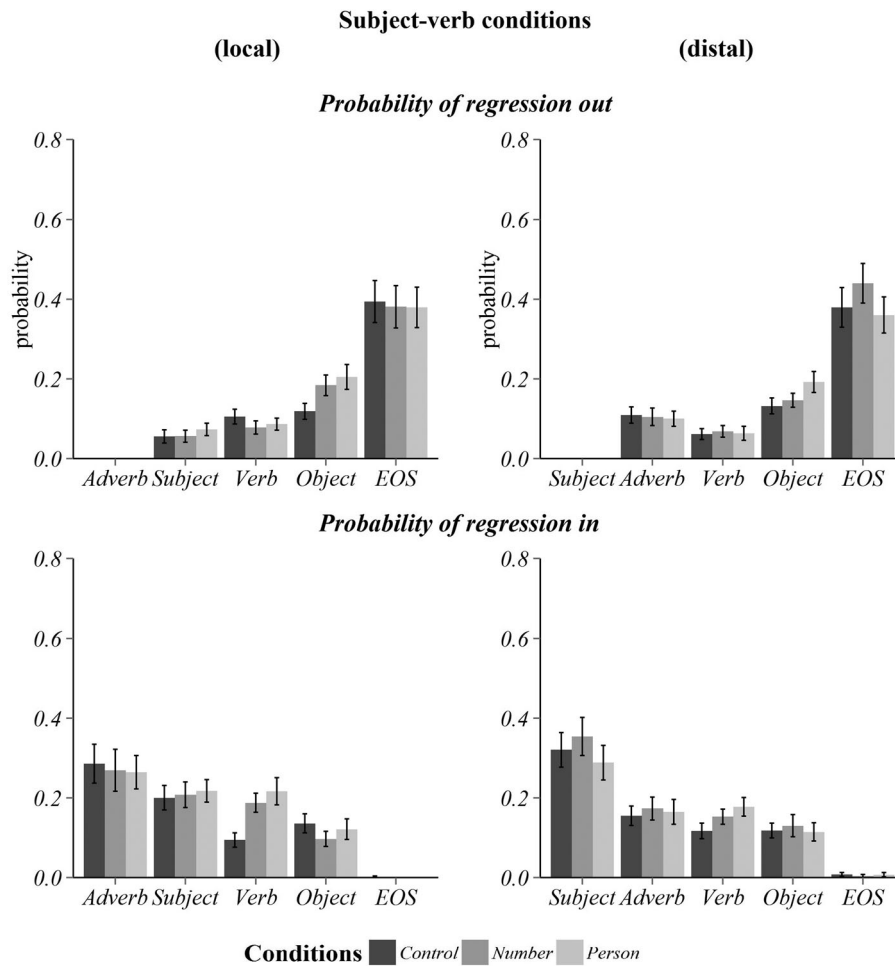 Subject-verb conditions
(local) (distal)
Probability of regression out
0.8 0.8
0.6 0.6
probability probability
0.4 0.4
0.2 0.2
0.0 0.0
Adverb Subject Verb Object EOS Subject Adverb Verb Object EOS
Probability of regression in
0.8 0.8
0.6 0.6
0.4 0.4
0.2 0.2
0.0 0.0
Adverb Subject Verb Object EOS Subject Adverb Verb Object EOS
Conditions Control Number Person